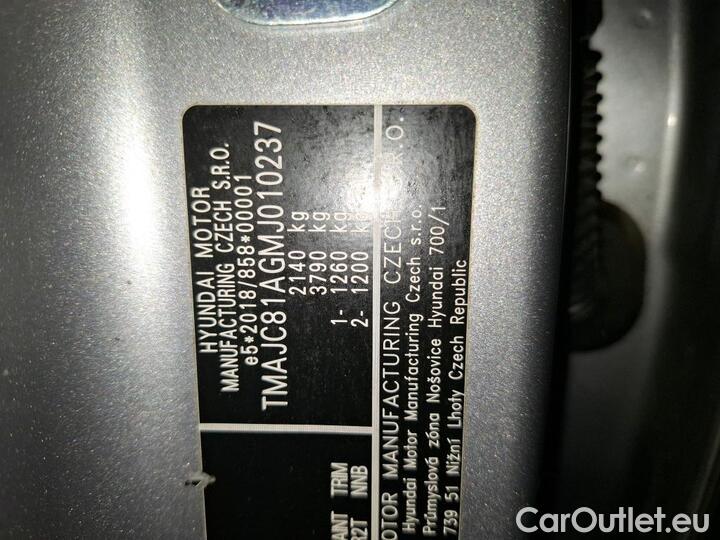 HYUNDAI MOTOR
MANUFACTURING CZECH S.R.O.
e5*2018/858*00001
TMAJC81AGMJ010237
2140 kg
3790 kg
1- 1260 kg
2- 1200 kg
TRIM
NNB
MANUFACTURING CZECH
Hyundai Motor Manufacturing Czech s.r.o.
Průmyslová zóna Nošovice Hyundai 700/1
739 51 Nižní Lhoty Czech Republic
CarOutlet.eu